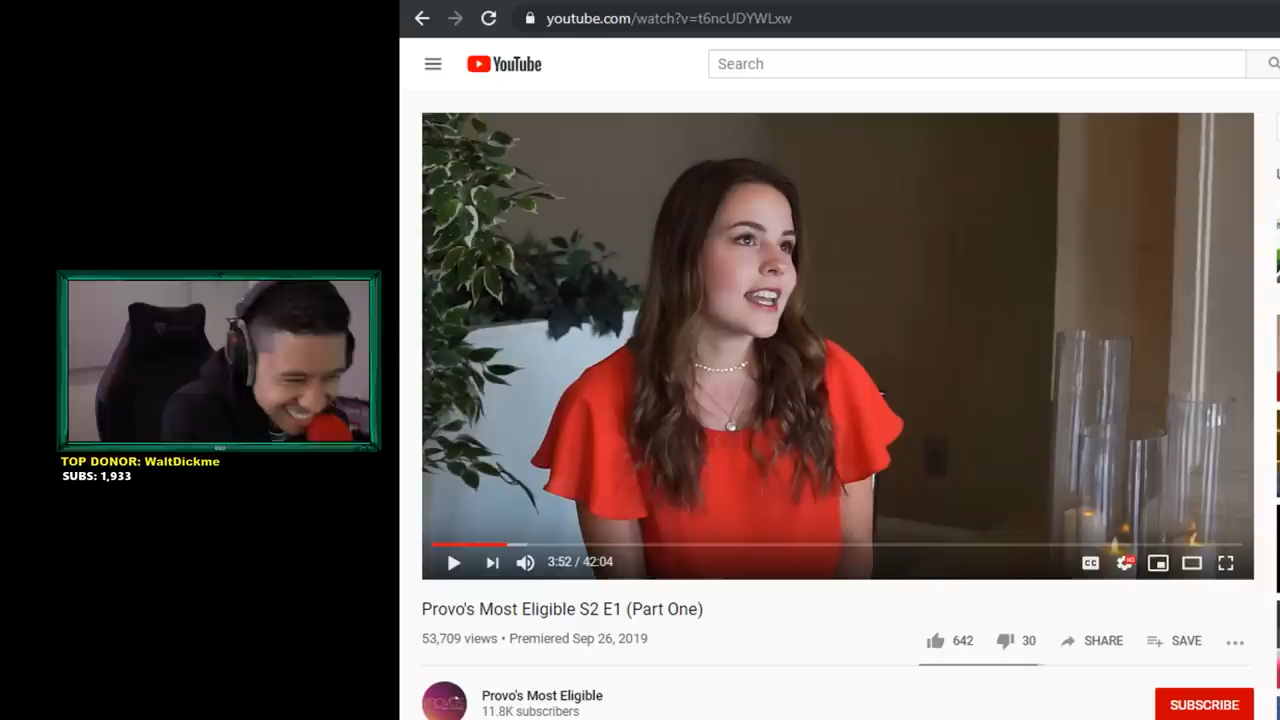 youtube.com/watch?v=t6ncUDYWLxw
YouTube
Search
TOP DONOR: WaltDickme
SUBS: 1,933
3:52 / 42:04
CC
HD
Provo's Most Eligible S2 E1 (Part One)
53,709 views • Premiered Sep 26, 2019
642
30
SHARE
SAVE
Provo's Most Eligible
11.8K subscribers
SUBSCRIBE